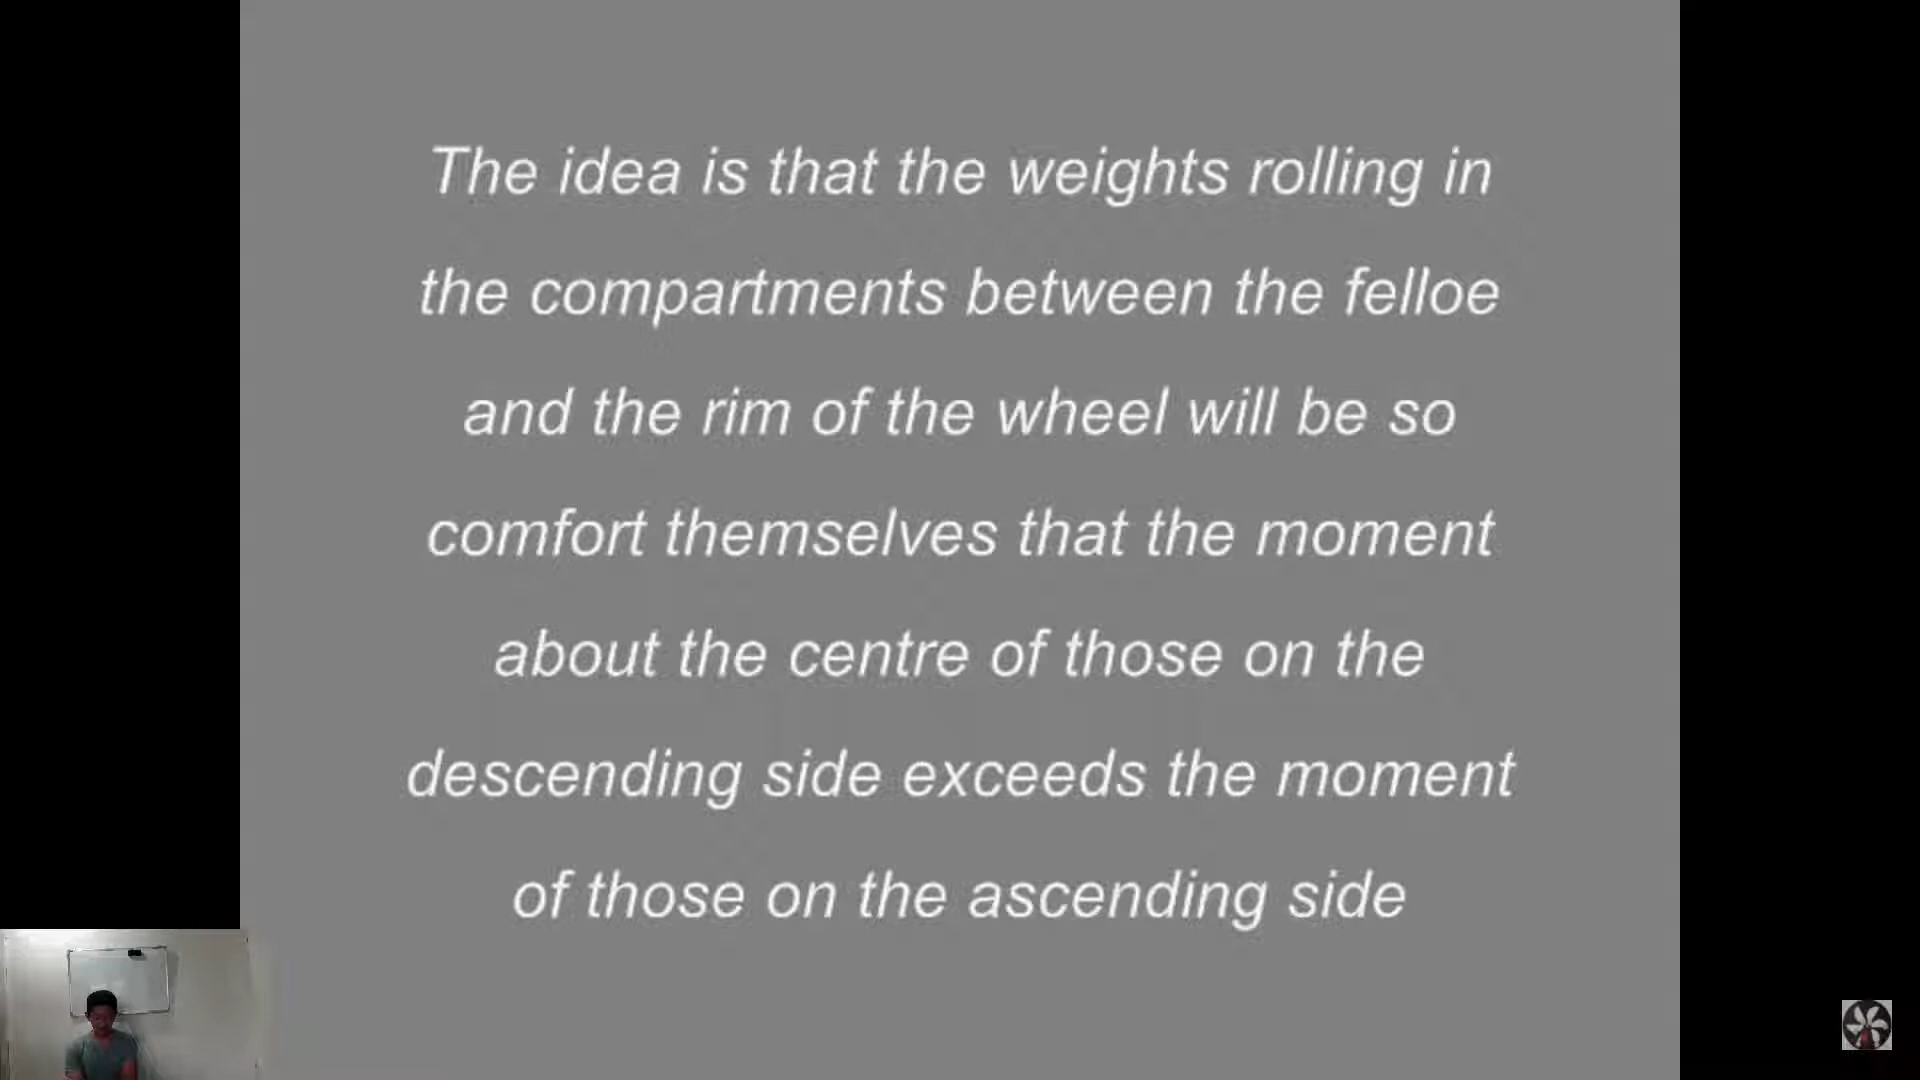 The idea is that the weights rolling in
the compartments between the felloe
and the rim of the wheel will be so
comfort themselves that the moment
about the centre of those on the
descending side exceeds the moment
of those on the ascending side